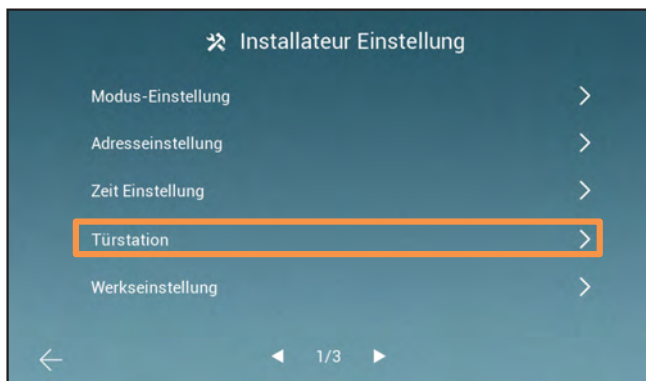 Installateur Einstellung
Modus-Einstellung
Adresseinstellung
Zeit Einstellung
Türstation
Werkseinstellung
1/3